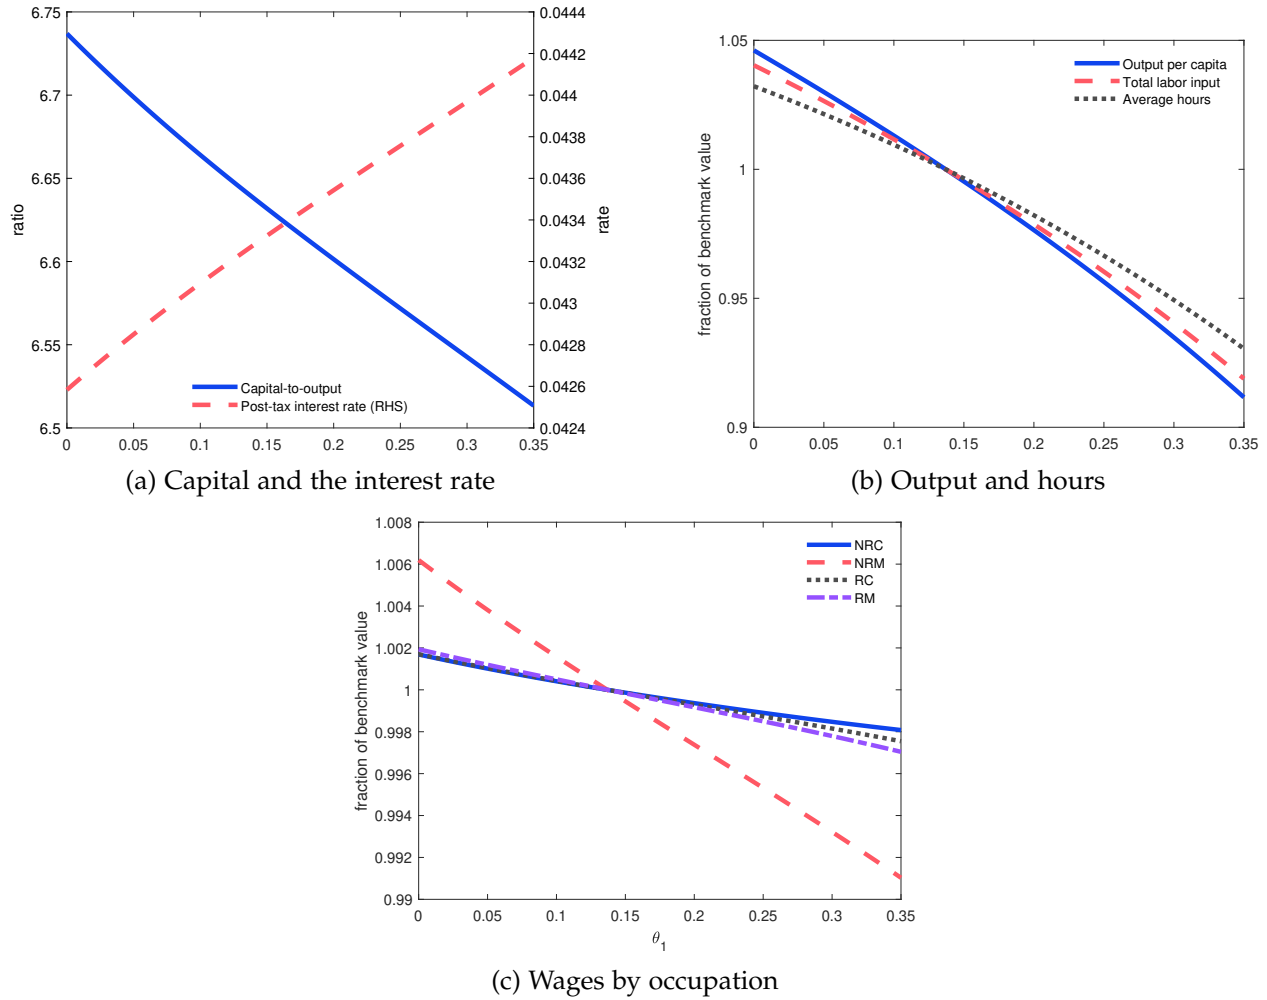 6.75
6.7
6.65
6.6
6.55
6.5
ratio
0.0444
0.0442
0.044
0.0438
0.0436
0.0434
0.0432
0.043
0.0428
0.0426
0.0424
rate
Capital-to-output
Post-tax interest rate (RHS)
0 0.05 0.1 0.15 0.2 0.25 0.3 0.35
(a) Capital and the interest rate
1.05
1
0.95
0.9
fraction of benchmark value
Output per capita
Total labor input
Average hours
0 0.05 0.1 0.15 0.2 0.25 0.3 0.35
(b) Output and hours
1.008
1.006
1.004
1.002
1
0.998
0.996
0.994
0.992
0.99
fraction of benchmark value
NRC
NRM
RC
RM
0 0.05 0.1 0.15 0.2 0.25 0.3 0.35
θ₁
(c) Wages by occupation